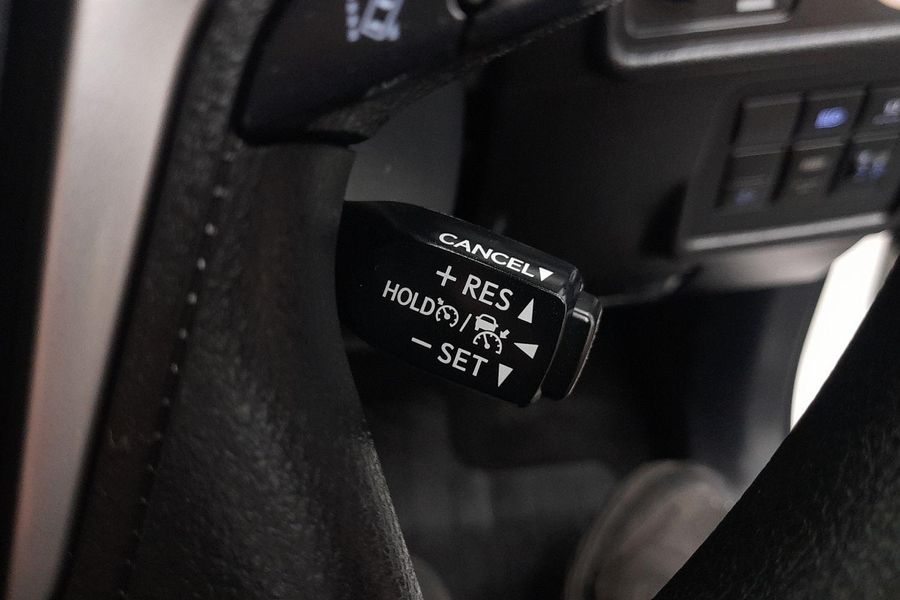 CANCEL
+ RES
HOLD /
− SET